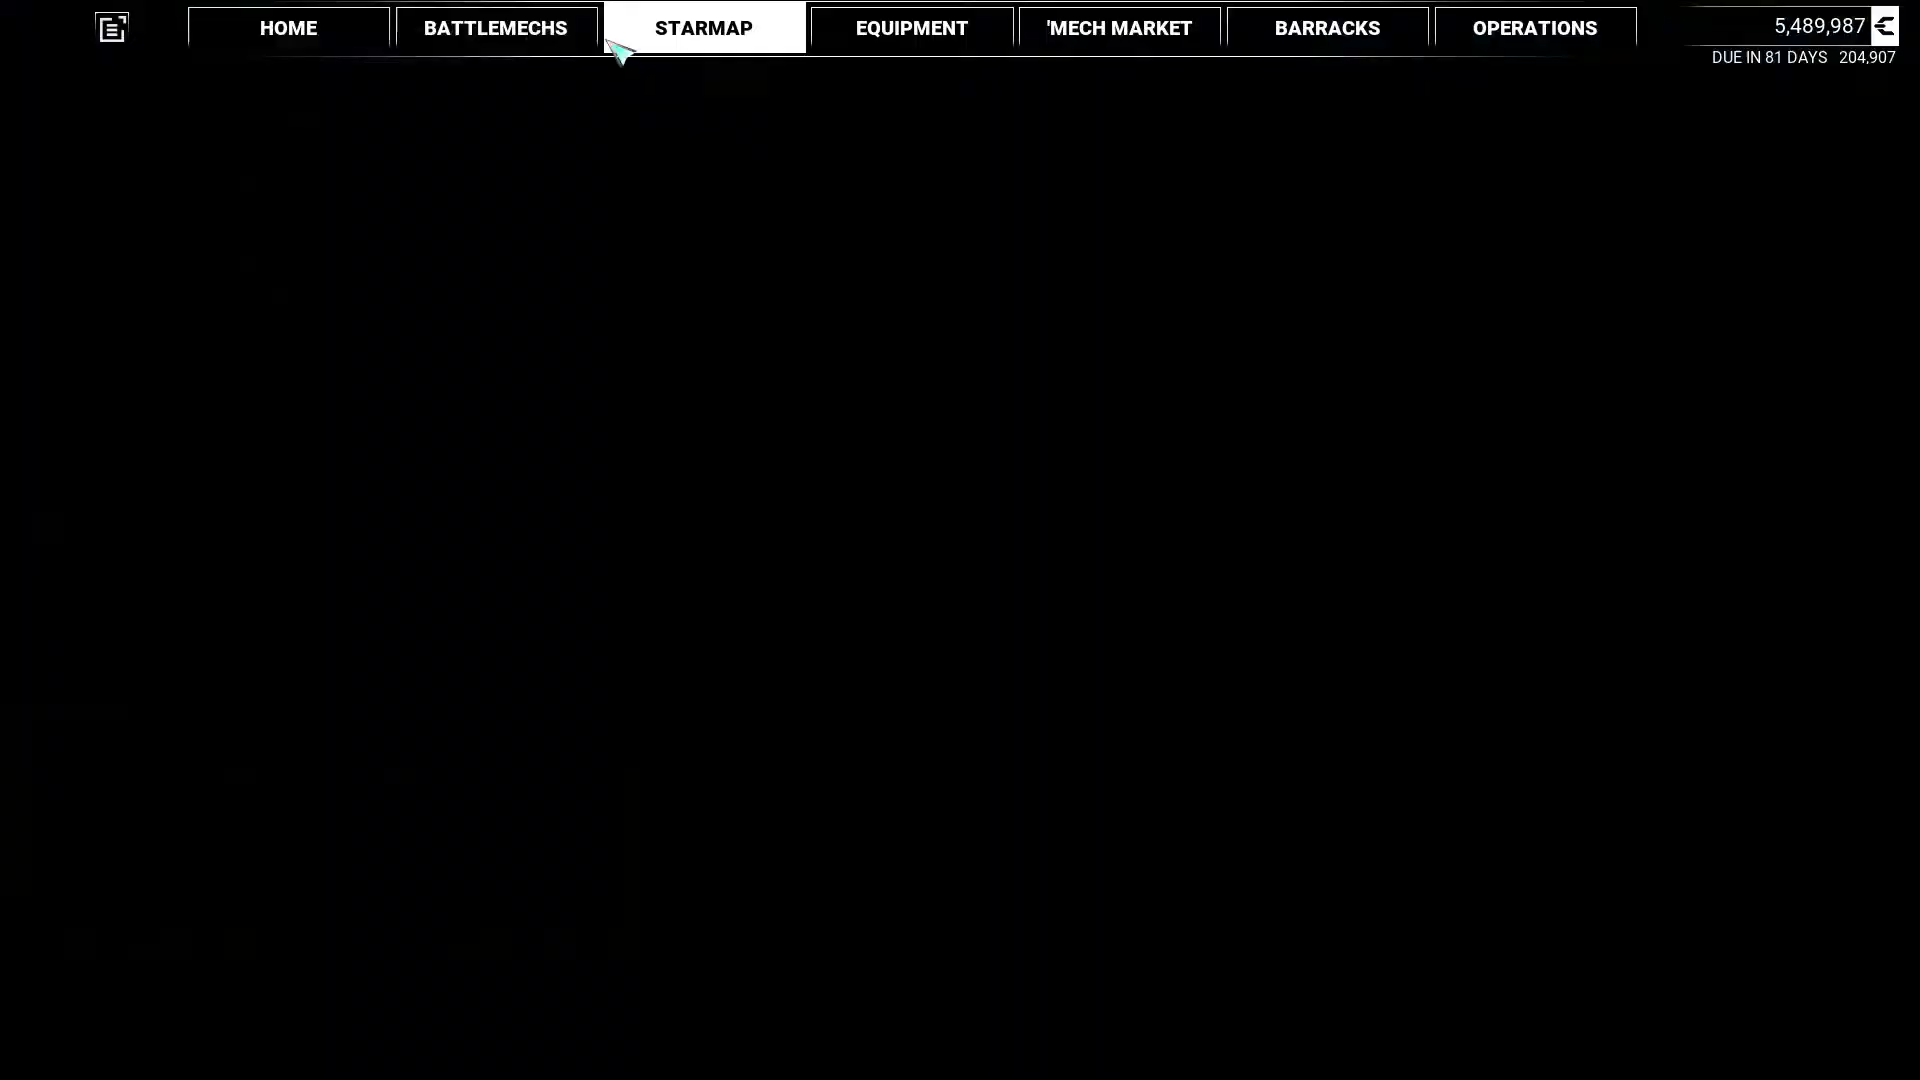 HOME
BATTLEMECHS
STARMAP
EQUIPMENT
'MECH MARKET
BARRACKS
OPERATIONS
5,489,987
DUE IN 81 DAYS 204,907